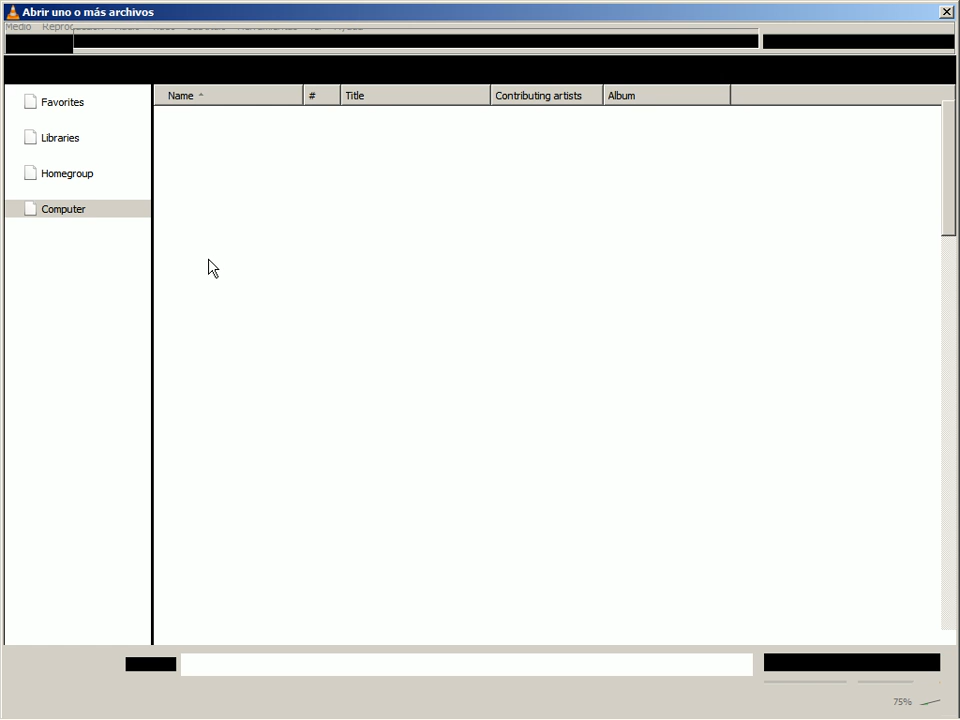 Abrir uno o más archivos
Medio
Name # Title Contributing artists Album
Favorites
Libraries
Homegroup
Computer
75%